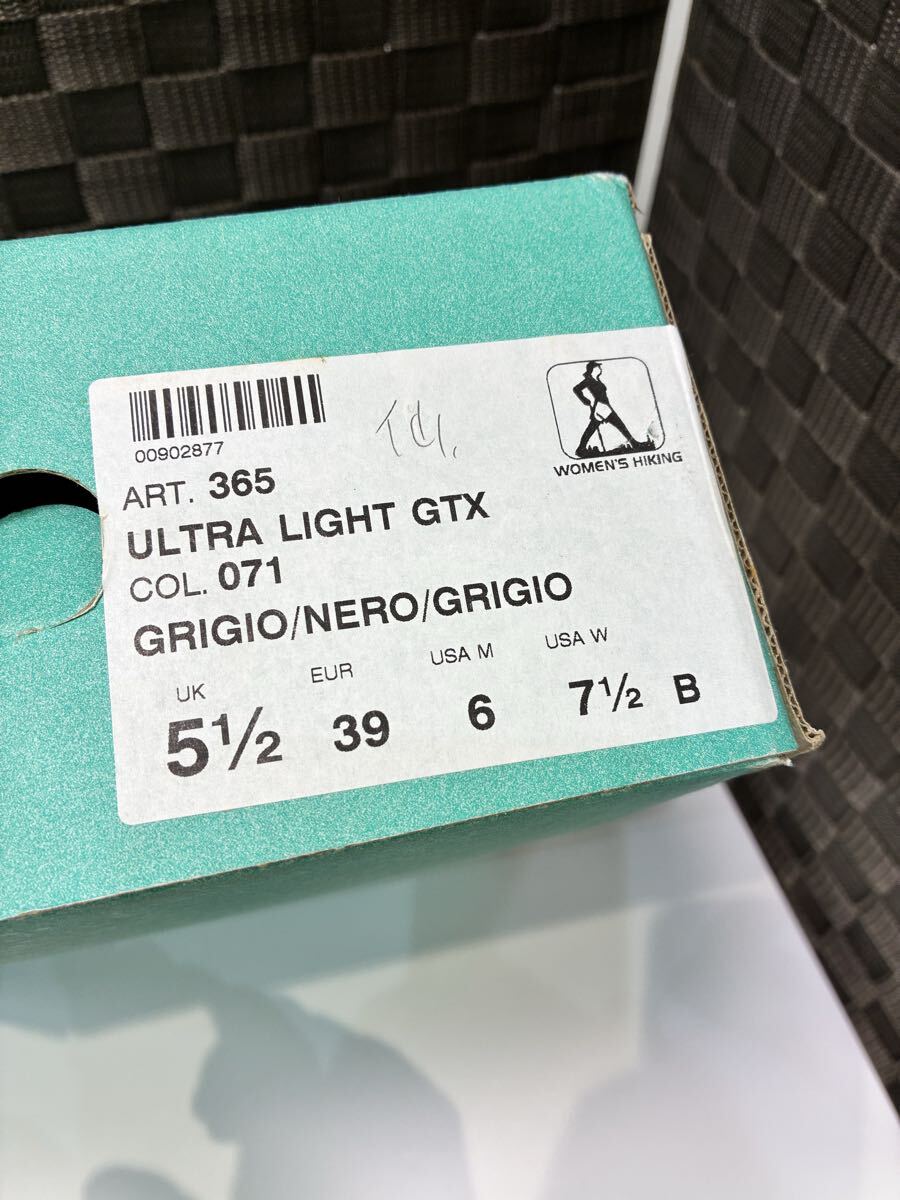 00902877
WOMEN'S HIKING
ART. 365
ULTRA LIGHT GTX
COL. 071
GRIGIO/NERO/GRIGIO
UK EUR USA M USA W
5½ 39 6 7½ B